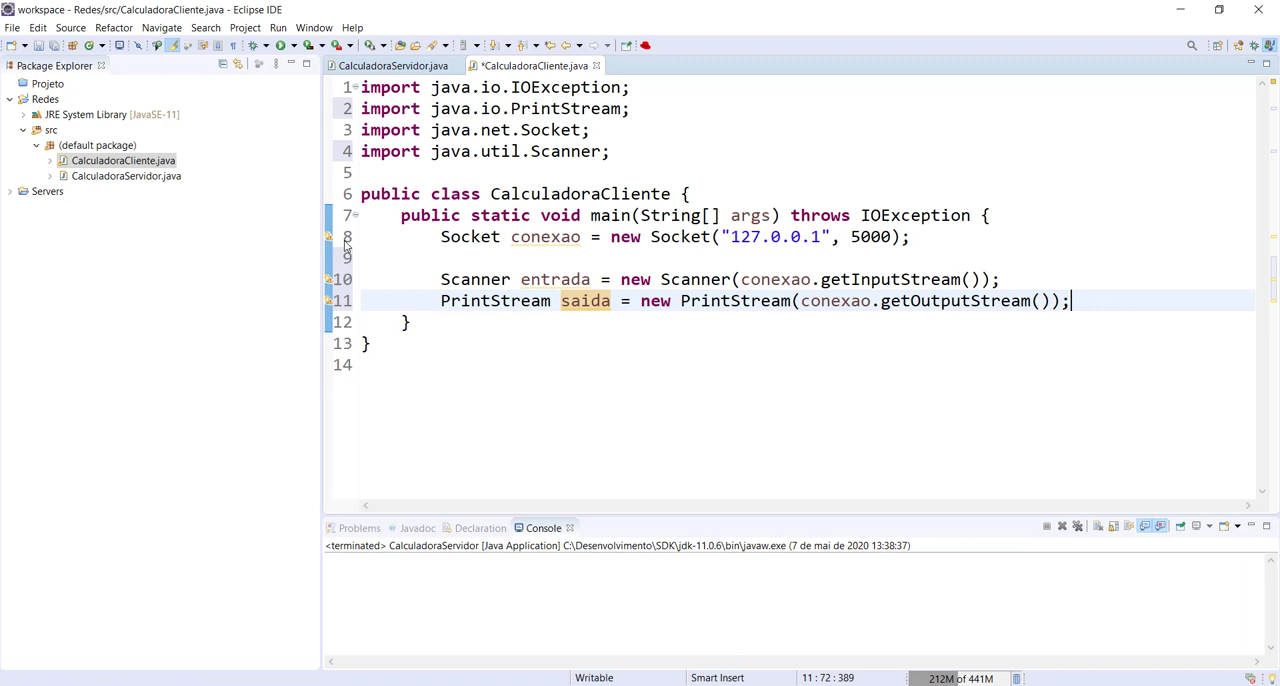 workspace - Redes/src/CalculadoraCliente.java - Eclipse IDE
File Edit Source Refactor Navigate Search Project Run Window Help
Package Explorer
Projeto
Redes
JRE System Library [JavaSE-11]
src
(default package)
CalculadoraCliente.java
CalculadoraServidor.java
Servers
CalculadoraServidor.java *CalculadoraCliente.java
1 import java.io.IOException;
2 import java.io.PrintStream;
3 import java.net.Socket;
4 import java.util.Scanner;
5
6 public class CalculadoraCliente {
7 public static void main(String[] args) throws IOException {
8 Socket conexao = new Socket("127.0.0.1", 5000);
9
10 Scanner entrada = new Scanner(conexao.getInputStream());
11 PrintStream saida = new PrintStream(conexao.getOutputStream());
12 }
13 }
14
Problems Javadoc Declaration Console
<terminated> CalculadoraServidor [Java Application] C:\Desenvolvimento\SDK\jdk-11.0.6\bin\javaw.exe (7 de mai de 2020 13:38:37)
Writable Smart Insert 11 : 72 : 389 212M of 441M